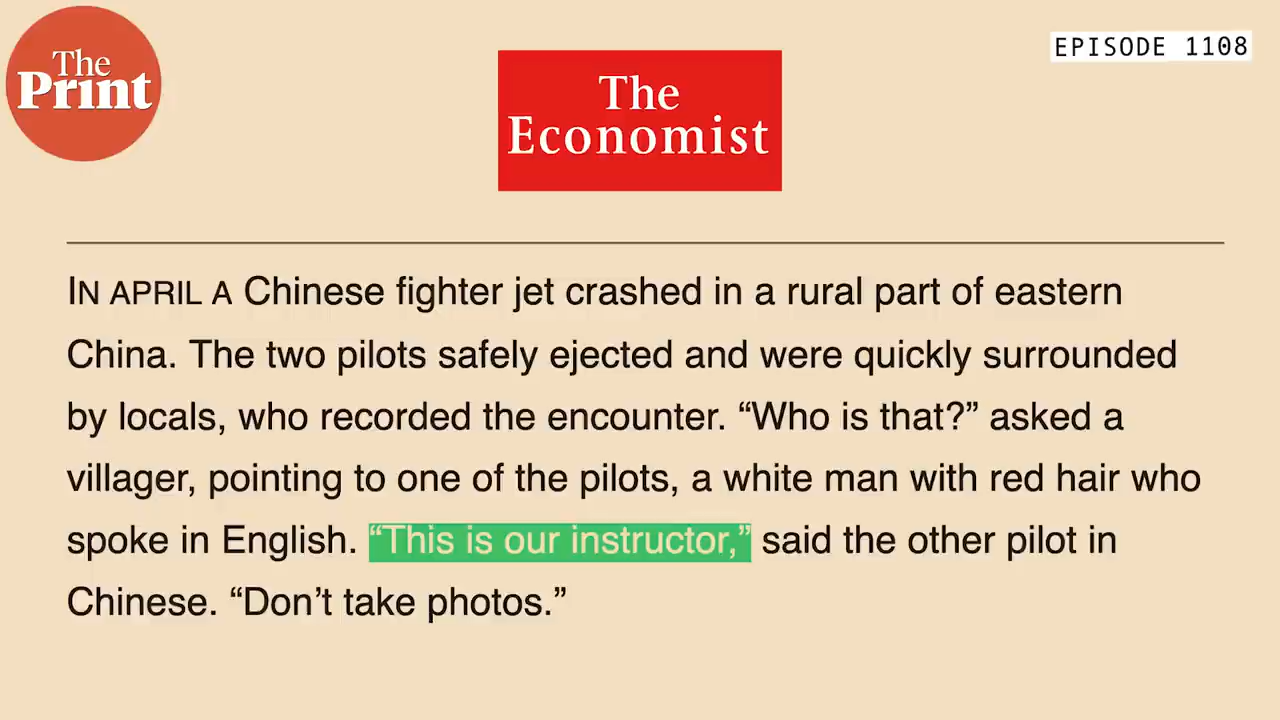 The
Print
EPISODE 1108
The
Economist
IN APRIL A Chinese fighter jet crashed in a rural part of eastern
China. The two pilots safely ejected and were quickly surrounded
by locals, who recorded the encounter. “Who is that?” asked a
villager, pointing to one of the pilots, a white man with red hair who
spoke in English. “This is our instructor,” said the other pilot in
Chinese. “Don’t take photos.”